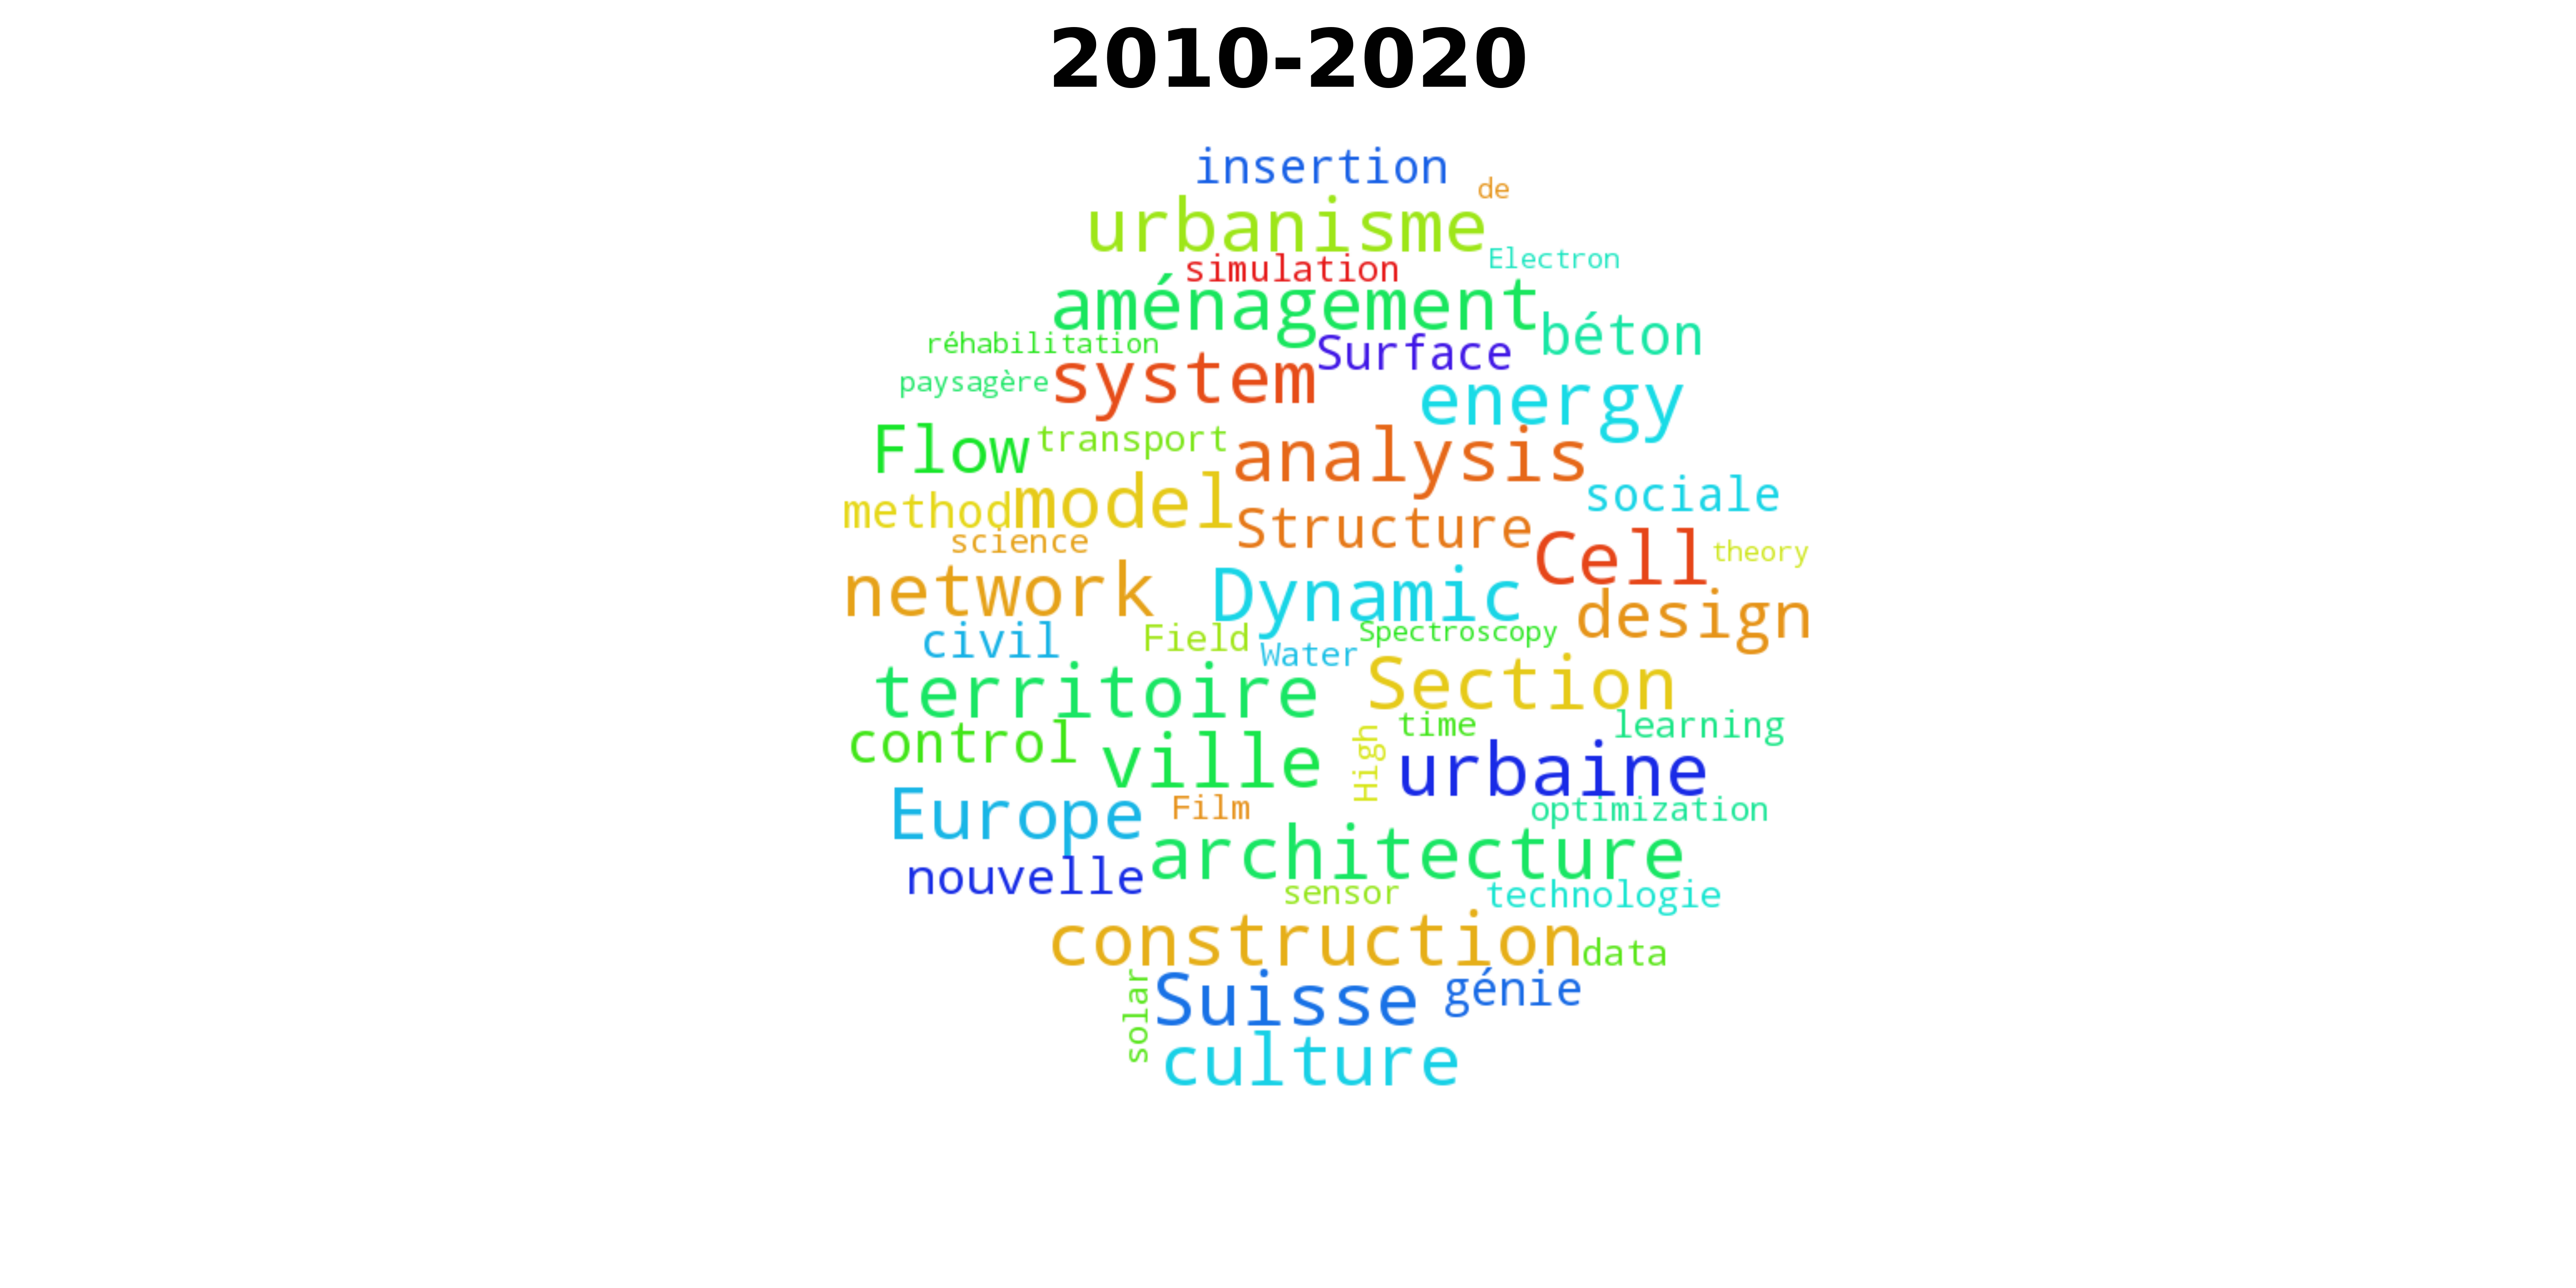 2010-2020
insertion
de
urbanisme
Electron
simulation
aménagement
béton
réhabilitation
Surface
paysagère
system
energy
Flow
transport
analysis
sociale
method
model
Structure
science
Cell
theory
network
Dynamic
design
civil
Field
Water
Spectroscopy
territoire
Section
control
ville
High
time
learning
urbaine
Europe
Film
optimization
nouvelle
architecture
sensor
technologie
construction
data
solar
Suisse
génie
culture